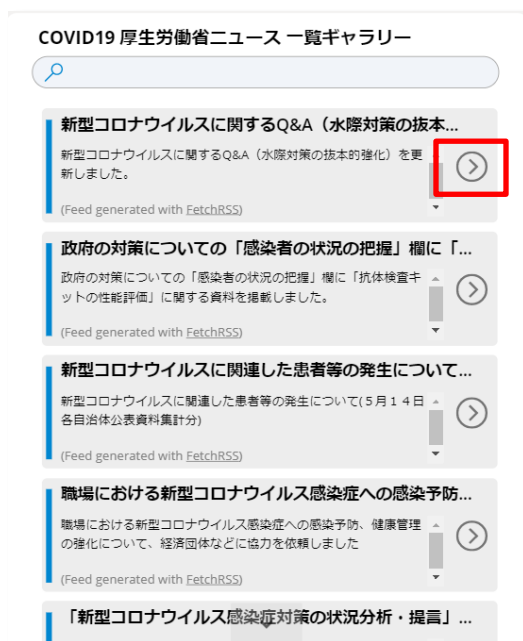 COVID19 厚生労働省ニュース 一覧ギャラリー
新型コロナウイルスに関するQ&A（水際対策の抜本...
新型コロナウイルスに関するQ&A（水際対策の抜本的強化）を更
新しました。
(Feed generated with FetchRSS)
政府の対策についての「感染者の状況の把握」欄に「...
政府の対策についての「感染者の状況の把握」欄に「抗体検査キ
ットの性能評価」に関する資料を掲載しました。
(Feed generated with FetchRSS)
新型コロナウイルスに関連した患者等の発生について...
新型コロナウイルスに関連した患者等の発生について(５月１４日
各自治体公表資料集計分)
(Feed generated with FetchRSS)
職場における新型コロナウイルス感染症への感染予防...
職場における新型コロナウイルス感染症への感染予防、健康管理
の強化について、経済団体などに協力を依頼しました
(Feed generated with FetchRSS)
「新型コロナウイルス感染症対策の状況分析・提言」...